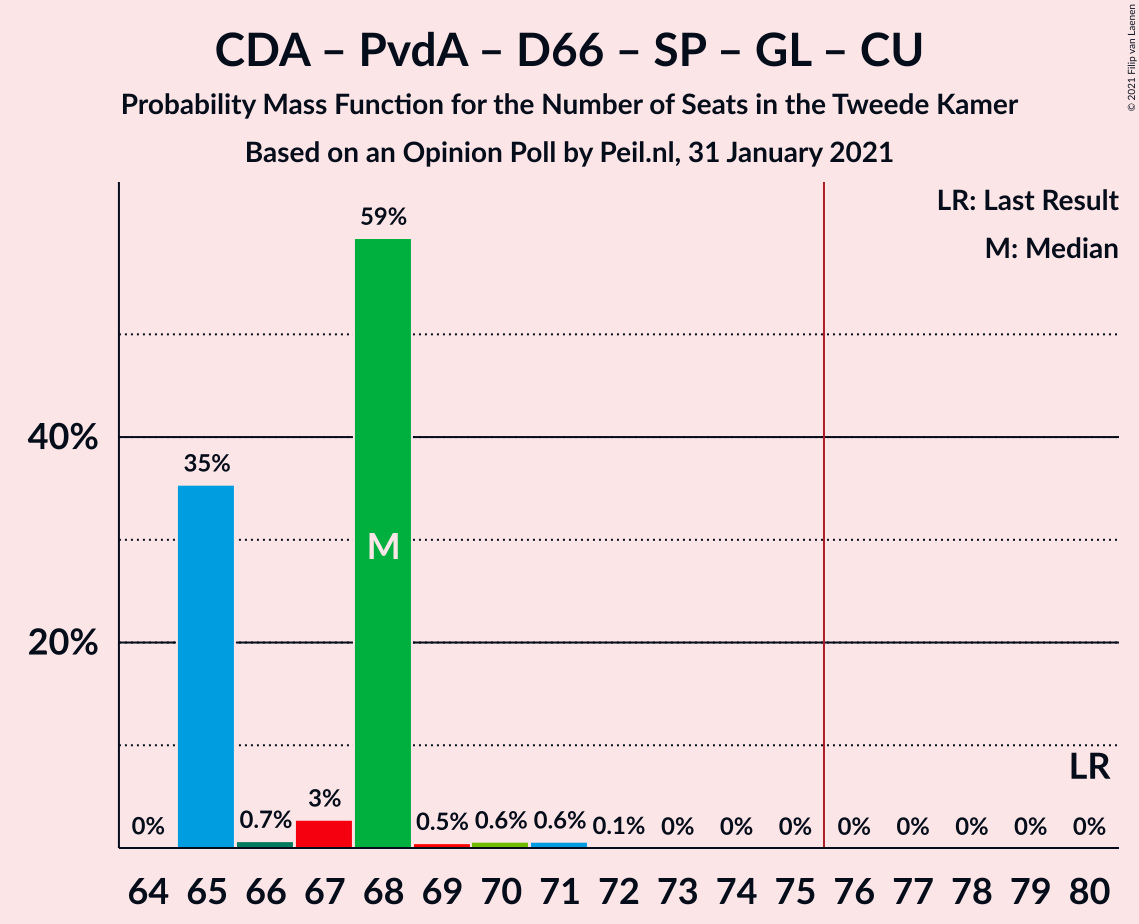 CDA – PvdA – D66 – SP – GL – CU
Probability Mass Function for the Number of Seats in the Tweede Kamer
Based on an Opinion Poll by Peil.nl, 31 January 2021
© 2021 Filip van Laenen
LR: Last Result
M: Median
59%
40%
35%
M
20%
LR
0% 0.7% 3% 0.5% 0.6% 0.6% 0.1% 0% 0% 0% 0% 0% 0% 0% 0%
64 65 66 67 68 69 70 71 72 73 74 75 76 77 78 79 80